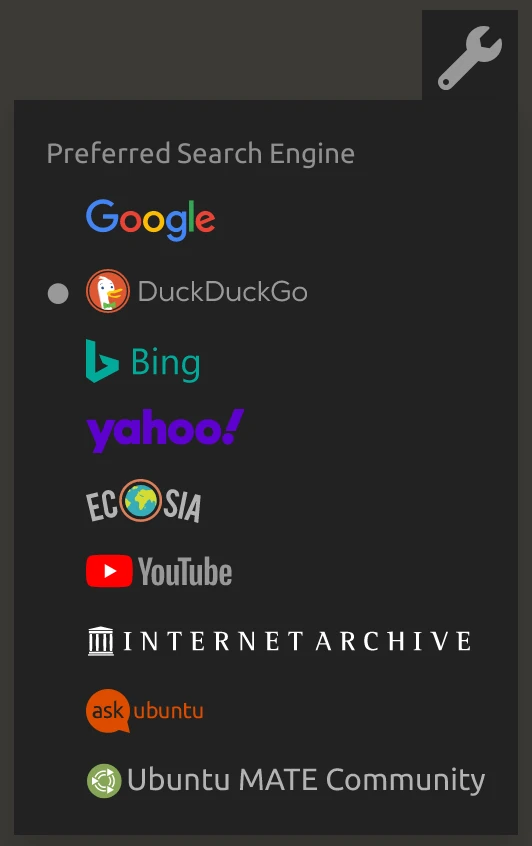 Preferred Search Engine
Google
DuckDuckGo
Bing
yahoo!
ECOSIA
YouTube
INTERNET ARCHIVE
ask ubuntu
Ubuntu MATE Community